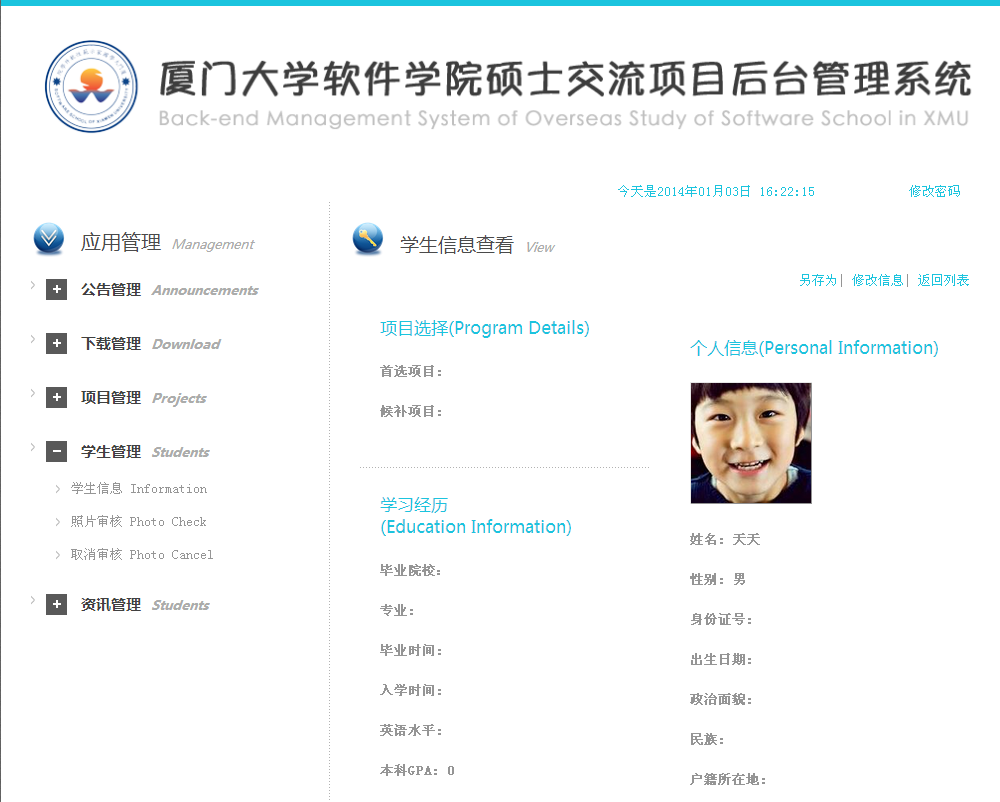 厦门大学软件学院硕士交流项目后台管理系统
Back-end Management System of Overseas Study of Software School in XMU
今天是2014年01月03日 16:22:15 修改密码
应用管理 Management
公告管理 Announcements
下载管理 Download
项目管理 Projects
学生管理 Students
学生信息 Information
照片审核 Photo Check
取消审核 Photo Cancel
资讯管理 Students
学生信息查看 View
另存为| 修改信息| 返回列表
项目选择(Program Details)
首选项目：
候补项目：
学习经历
(Education Information)
毕业院校：
专业：
毕业时间：
入学时间：
英语水平：
本科GPA：0
个人信息(Personal Information)
姓名：天天
性别：男
身份证号：
出生日期：
政治面貌：
民族：
户籍所在地：